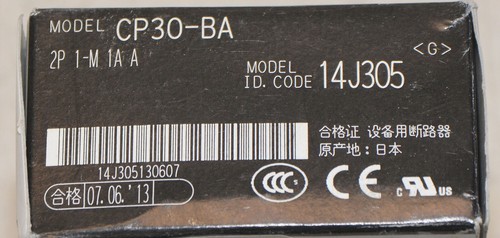 MODEL CP30-BA
2P 1-M 1A A
<G>
MODEL
ID. CODE 14J305
14J305130607
合格 07.06.'13
合格证 设备用断路器
原产地: 日本
CCC CE c RU US